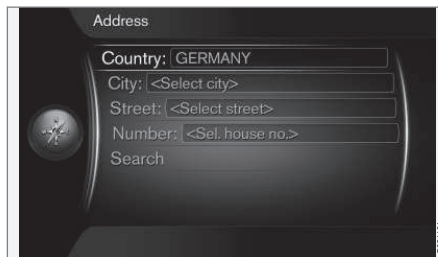 Address
Country: GERMANY
City: <Select city>
Street: <Select street>
Number: <Sel. house no.>
Search